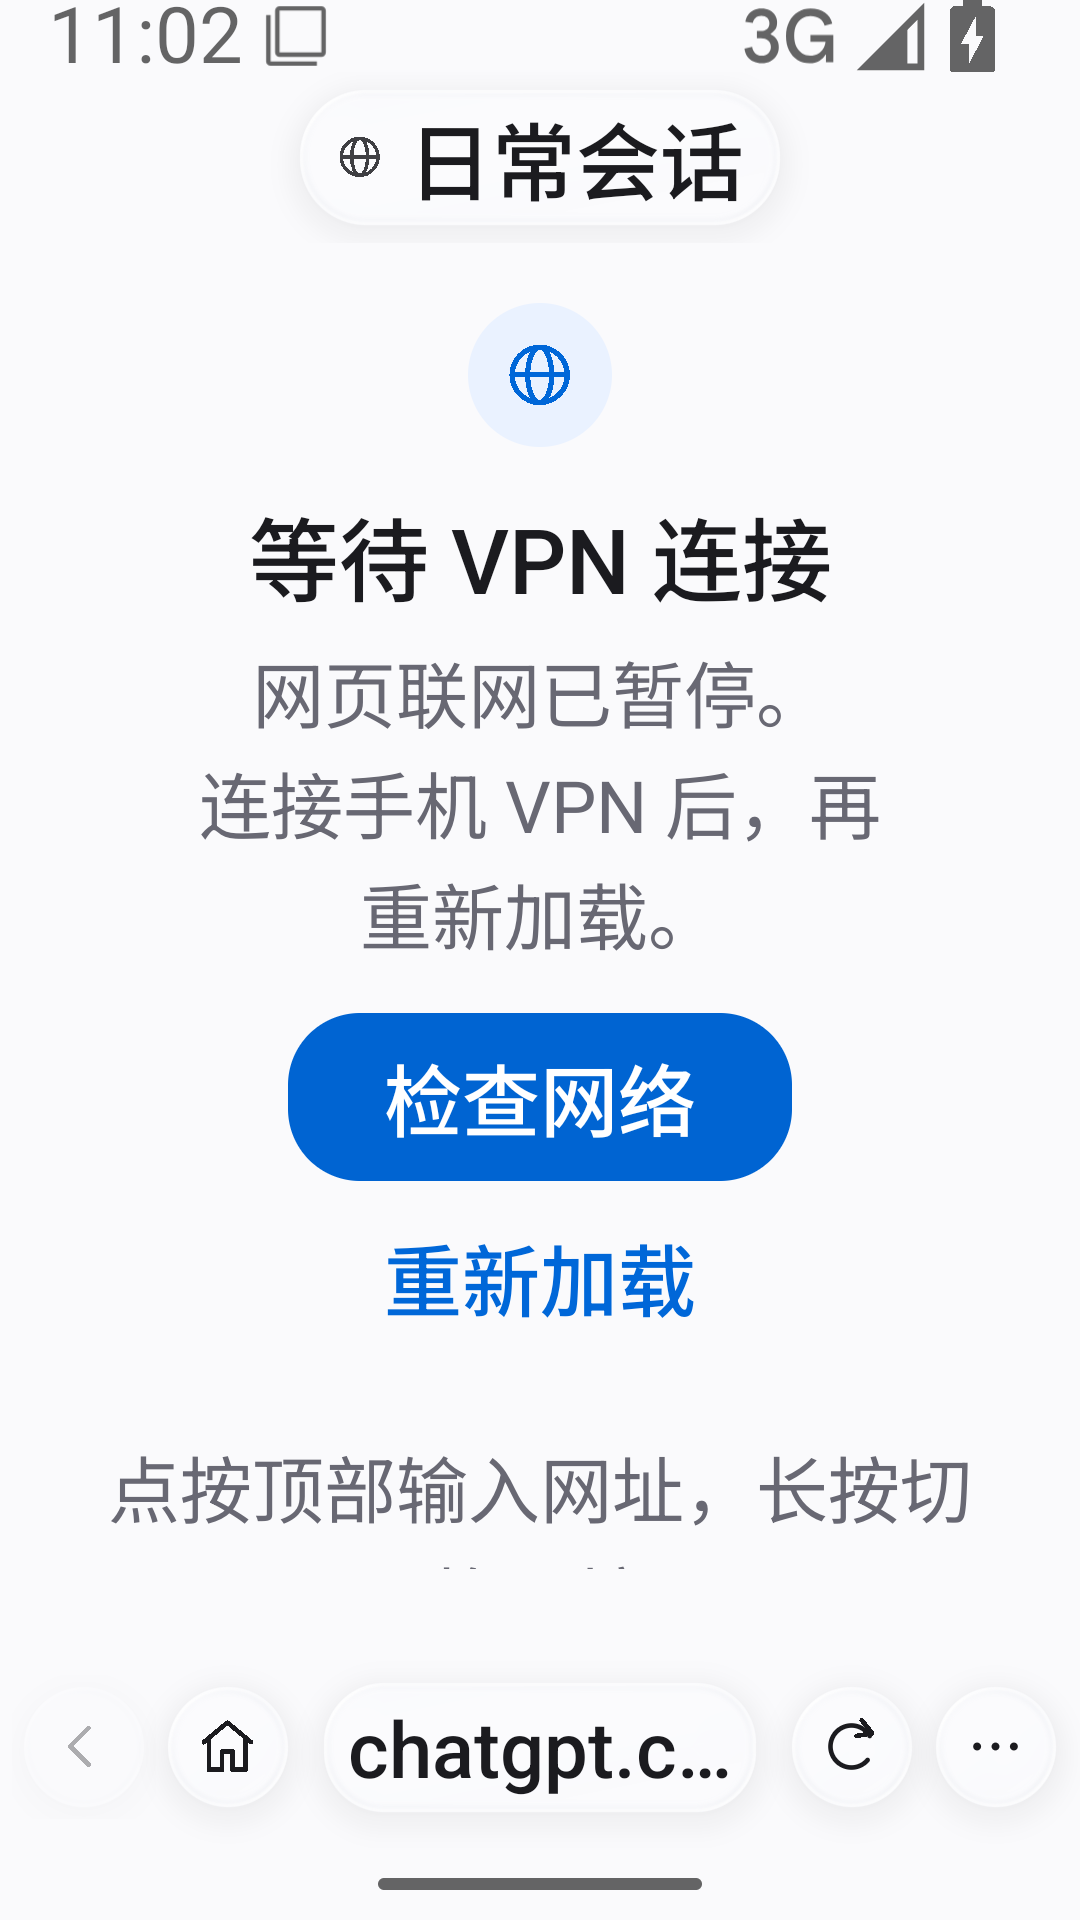 11:02
3G
日常会话
等待 VPN 连接
网页联网已暂停。
连接手机 VPN 后，再
重新加载。
检查网络
重新加载
点按顶部输入网址，长按切
chatgpt.c...